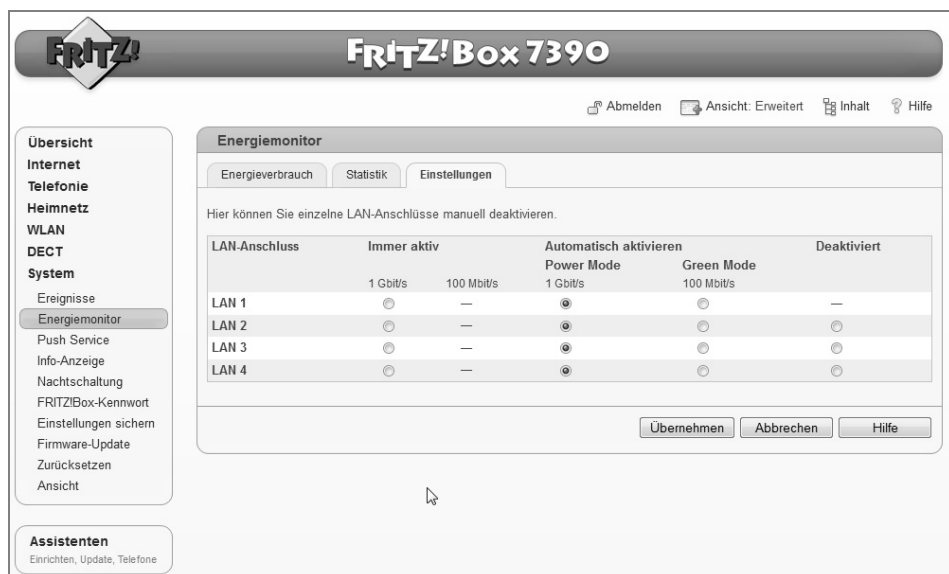 FRITZ!
FRITZ!Box 7390
Abmelden Ansicht: Erweitert Inhalt Hilfe
Übersicht
Internet
Telefonie
Heimnetz
WLAN
DECT
System
Ereignisse
Energiemonitor
Push Service
Info-Anzeige
Nachtschaltung
FRITZ!Box-Kennwort
Einstellungen sichern
Firmware-Update
Zurücksetzen
Ansicht
Assistenten
Einrichten, Update, Telefone
Energiemonitor
Energieverbrauch Statistik Einstellungen
Hier können Sie einzelne LAN-Anschlüsse manuell deaktivieren.
LAN-Anschluss Immer aktiv Automatisch aktivieren Deaktiviert
Power Mode Green Mode
1 Gbit/s 100 Mbit/s 1 Gbit/s 100 Mbit/s
LAN 1 — —
LAN 2 —
LAN 3 —
LAN 4 —
Übernehmen Abbrechen Hilfe